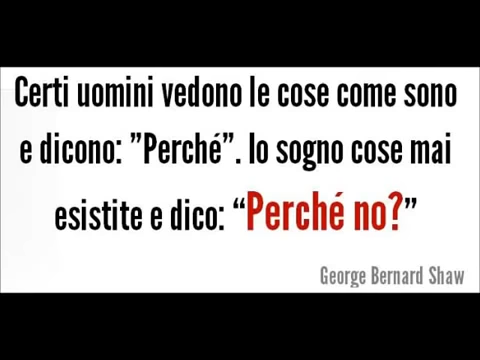 Certi uomini vedono le cose come sono
e dicono: ”Perché”. Io sogno cose mai
esistite e dico: “Perché no?”
George Bernard Shaw